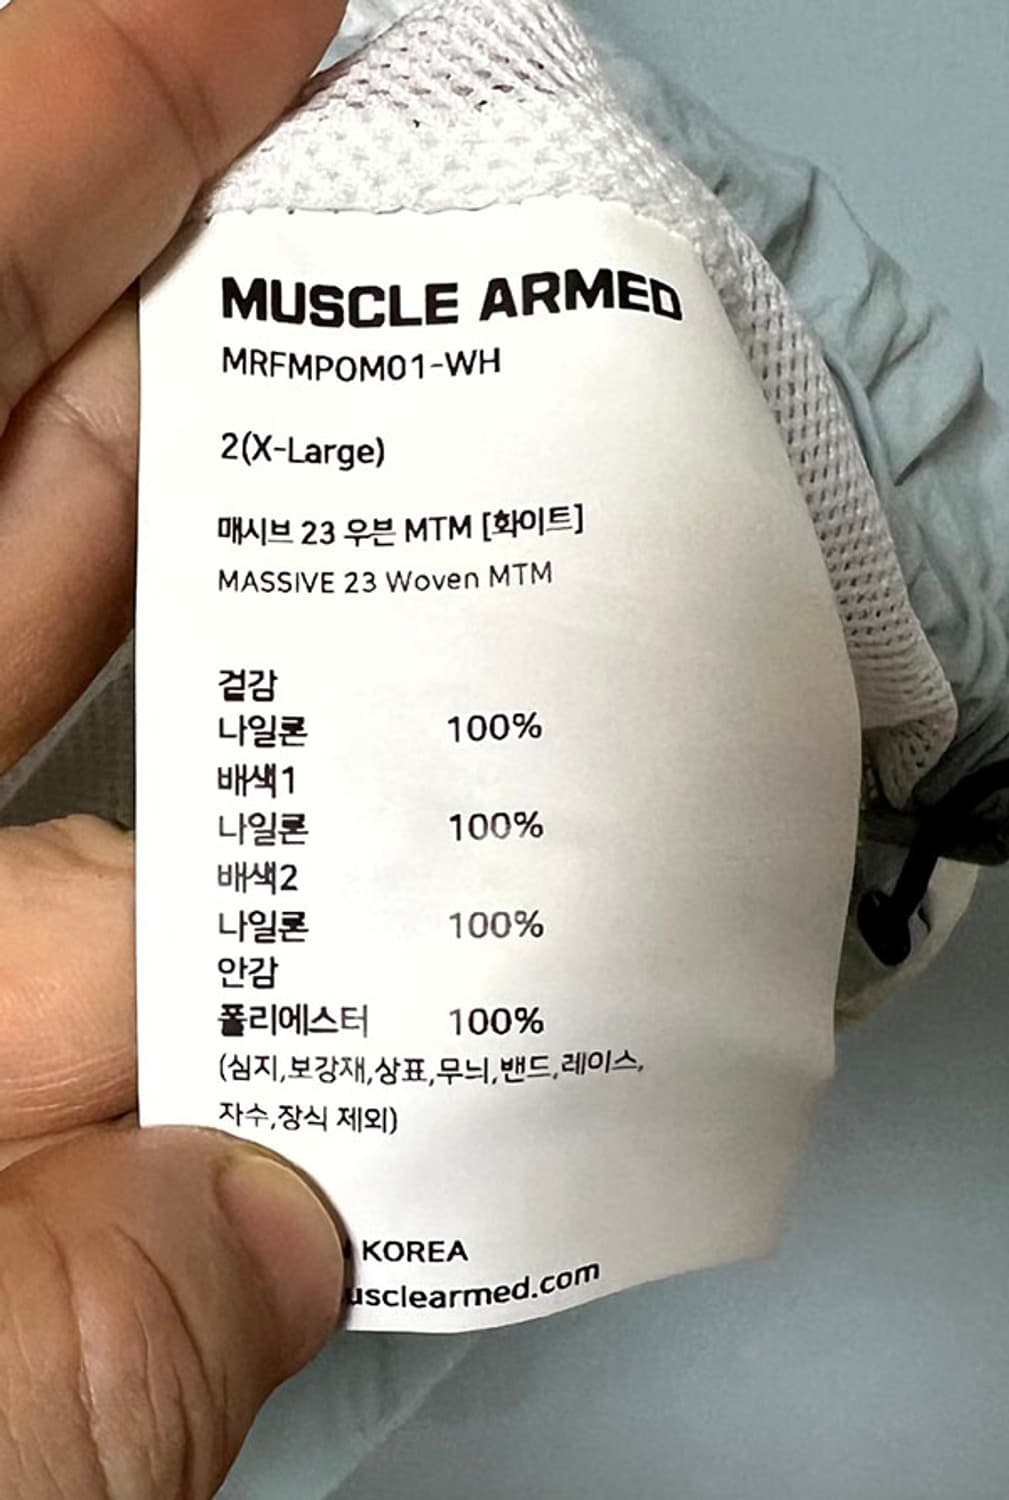 MUSCLE ARMED
MRFMPOM01-WH
2(X-Large)
매시브 23 우븐 MTM [화이트]
MASSIVE 23 Woven MTM
겉감
나일론 100%
배색1
나일론 100%
배색2
나일론 100%
안감
폴리에스터 100%
(심지,보강재,상표,무늬,밴드,레이스,
자수,장식 제외)
KOREA
usclearmed.com